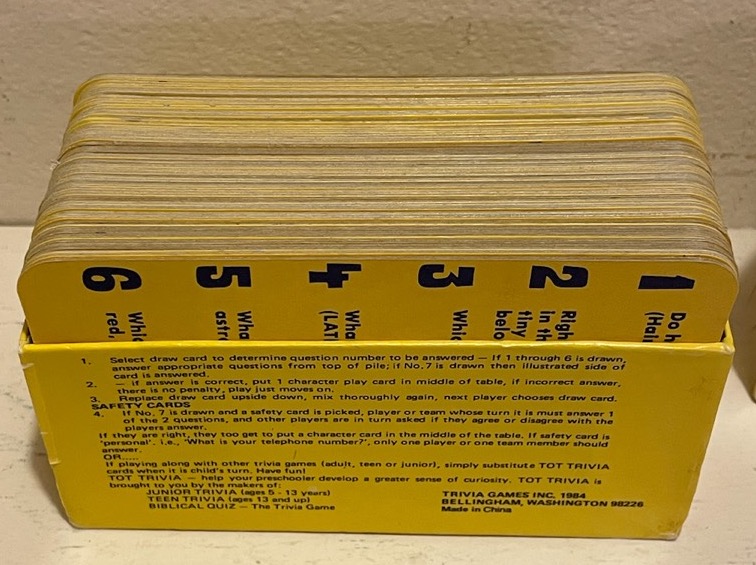 6 5 4 3 2 1
Whic
red,
Wha
astr
Wha
(LAT
Whic
Righ
in th
tiny
belo
Do h
(Hai
1. Select draw card to determine question number to be answered — If 1 through 6 is drawn,
answer appropriate questions from top of pile; if No. 7 is drawn then illustrated side of
card is answered.
2. — if answer is correct, put 1 character play card in middle of table, if incorrect answer,
there is no penalty, play just moves on.
3. Replace draw card upside down, mix thoroughly again, next player chooses draw card.
SAFETY CARDS
4. If No. 7 is drawn and a safety card is picked, player or team whose turn it is must answer 1
of the 2 questions, and other players are in turn asked if they agree or disagree with the
players answer.
If they are right, they too get to put a character card in the middle of the table. If safety card is
'personal', i.e., 'What is your telephone number?', only one player or one team member should
answer.
OR.....
If playing along with other trivia games (adult, teen or junior), simply substitute TOT TRIVIA
cards when it is child's turn. Have fun!
TOT TRIVIA — help your preschooler develop a greater sense of curiosity. TOT TRIVIA is
brought to you by the makers of:
JUNIOR TRIVIA (ages 5 - 13 years)
TEEN TRIVIA (ages 13 and up)
BIBLICAL QUIZ — The Trivia Game
TRIVIA GAMES INC. 1984
BELLINGHAM, WASHINGTON 98226
Made in China